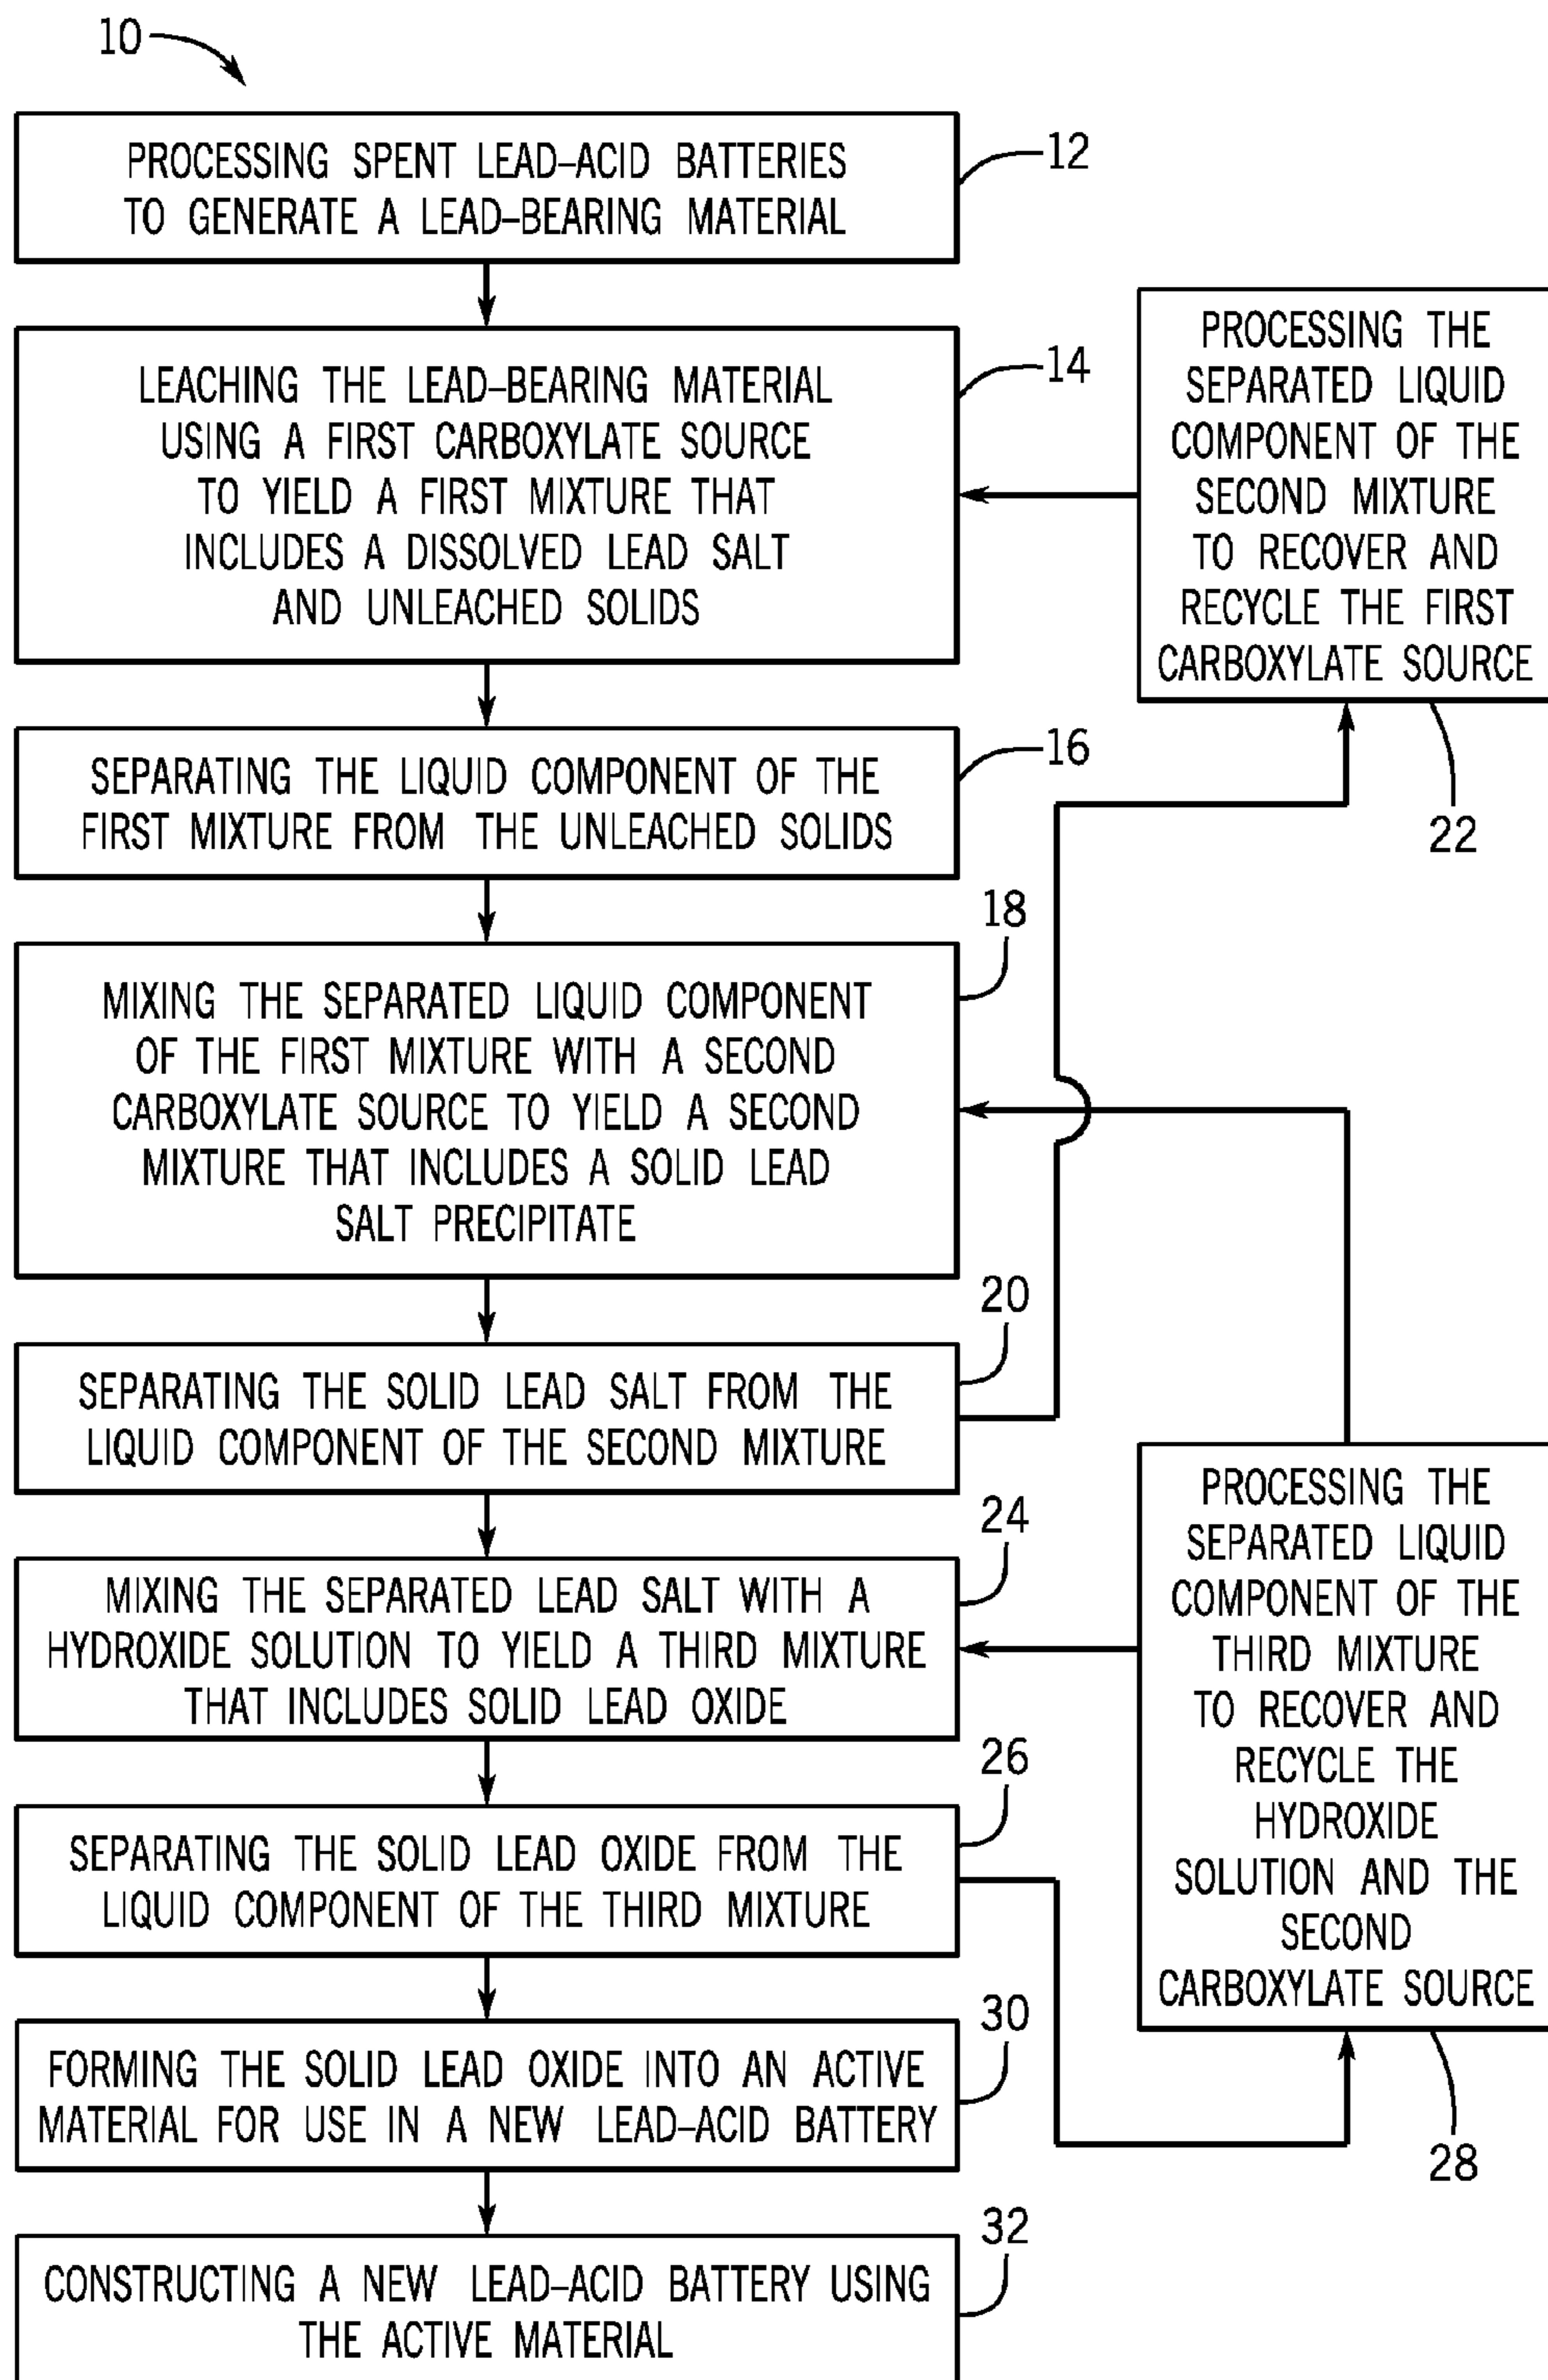 10
PROCESSING SPENT LEAD–ACID BATTERIES
TO GENERATE A LEAD–BEARING MATERIAL
12
LEACHING THE LEAD–BEARING MATERIAL
USING A FIRST CARBOXYLATE SOURCE
TO YIELD A FIRST MIXTURE THAT
INCLUDES A DISSOLVED LEAD SALT
AND UNLEACHED SOLIDS
14
PROCESSING THE
SEPARATED LIQUID
COMPONENT OF THE
SECOND MIXTURE
TO RECOVER AND
RECYCLE THE FIRST
CARBOXYLATE SOURCE
22
SEPARATING THE LIQUID COMPONENT OF THE
FIRST MIXTURE FROM THE UNLEACHED SOLIDS
16
MIXING THE SEPARATED LIQUID COMPONENT
OF THE FIRST MIXTURE WITH A SECOND
CARBOXYLATE SOURCE TO YIELD A SECOND
MIXTURE THAT INCLUDES A SOLID LEAD
SALT PRECIPITATE
18
SEPARATING THE SOLID LEAD SALT FROM THE
LIQUID COMPONENT OF THE SECOND MIXTURE
20
MIXING THE SEPARATED LEAD SALT WITH A
HYDROXIDE SOLUTION TO YIELD A THIRD MIXTURE
THAT INCLUDES SOLID LEAD OXIDE
24
PROCESSING THE
SEPARATED LIQUID
COMPONENT OF THE
THIRD MIXTURE
TO RECOVER AND
RECYCLE THE
HYDROXIDE
SOLUTION AND THE
SECOND
CARBOXYLATE SOURCE
28
SEPARATING THE SOLID LEAD OXIDE FROM THE
LIQUID COMPONENT OF THE THIRD MIXTURE
26
FORMING THE SOLID LEAD OXIDE INTO AN ACTIVE
MATERIAL FOR USE IN A NEW LEAD–ACID BATTERY
30
CONSTRUCTING A NEW LEAD–ACID BATTERY USING
THE ACTIVE MATERIAL
32